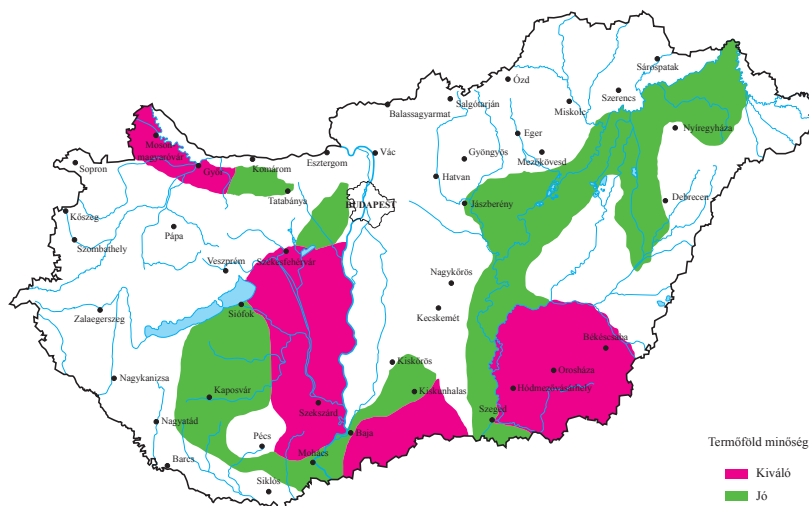 Ózd
Sárospatak
Salgótarján
Szerencs
Balassagyarmat
Miskolc
Nyíregyháza
Moson-
magyaróvár
Eger
Mezőkövesd
Gyöngyös
Vác
Esztergom
Komárom
Győr
Sopron
Hatvan
Tatabánya
BUDAPEST
Jászberény
Debrecen
Kőszeg
Pápa
Szombathely
Székesfehérvár
Veszprém
Nagykőrös
Siófok
Kecskemét
Zalaegerszeg
Békéscsaba
Kiskőrös
Orosháza
Nagykanizsa
Kiskunhalas
Hódmezővásárhely
Kaposvár
Szekszárd
Szeged
Nagyatád
Baja
Pécs
Mohács
Barcs
Siklós
Termőföld minőség
Kiváló
Jó